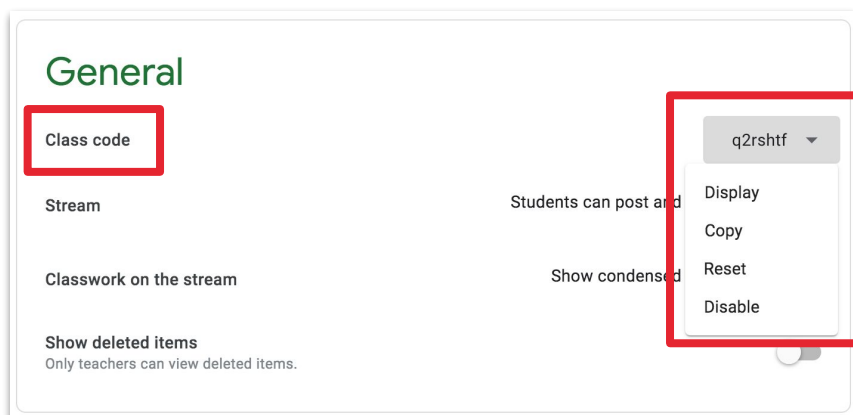 General
Class code
q2rshtf
Display
Stream
Students can post and
Copy
Reset
Classwork on the stream
Show condensed
Disable
Show deleted items
Only teachers can view deleted items.